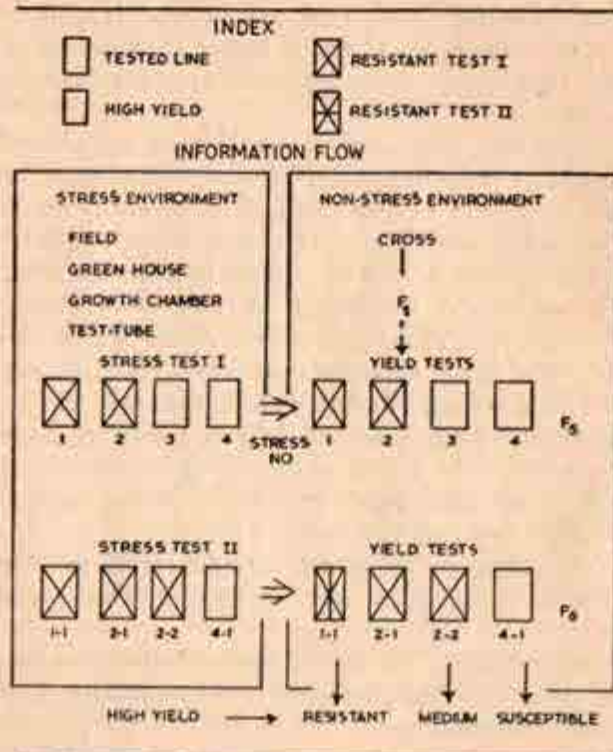 INDEX
TESTED LINE
RESISTANT TEST I
HIGH YIELD
RESISTANT TEST II
INFORMATION FLOW
STRESS ENVIRONMENT
NON-STRESS ENVIRONMENT
FIELD
CROSS
GREEN HOUSE
GROWTH CHAMBER
TEST-TUBE
STRESS TEST I
YIELD TESTS
1 2 3 4 STRESS NO 1 2 3 4 F5
STRESS TEST II
YIELD TESTS
1-1 2-1 2-2 4-1 1-1 2-1 2-2 4-1 F6
HIGH YIELD RESISTANT MEDIUM SUSCEPTIBLE